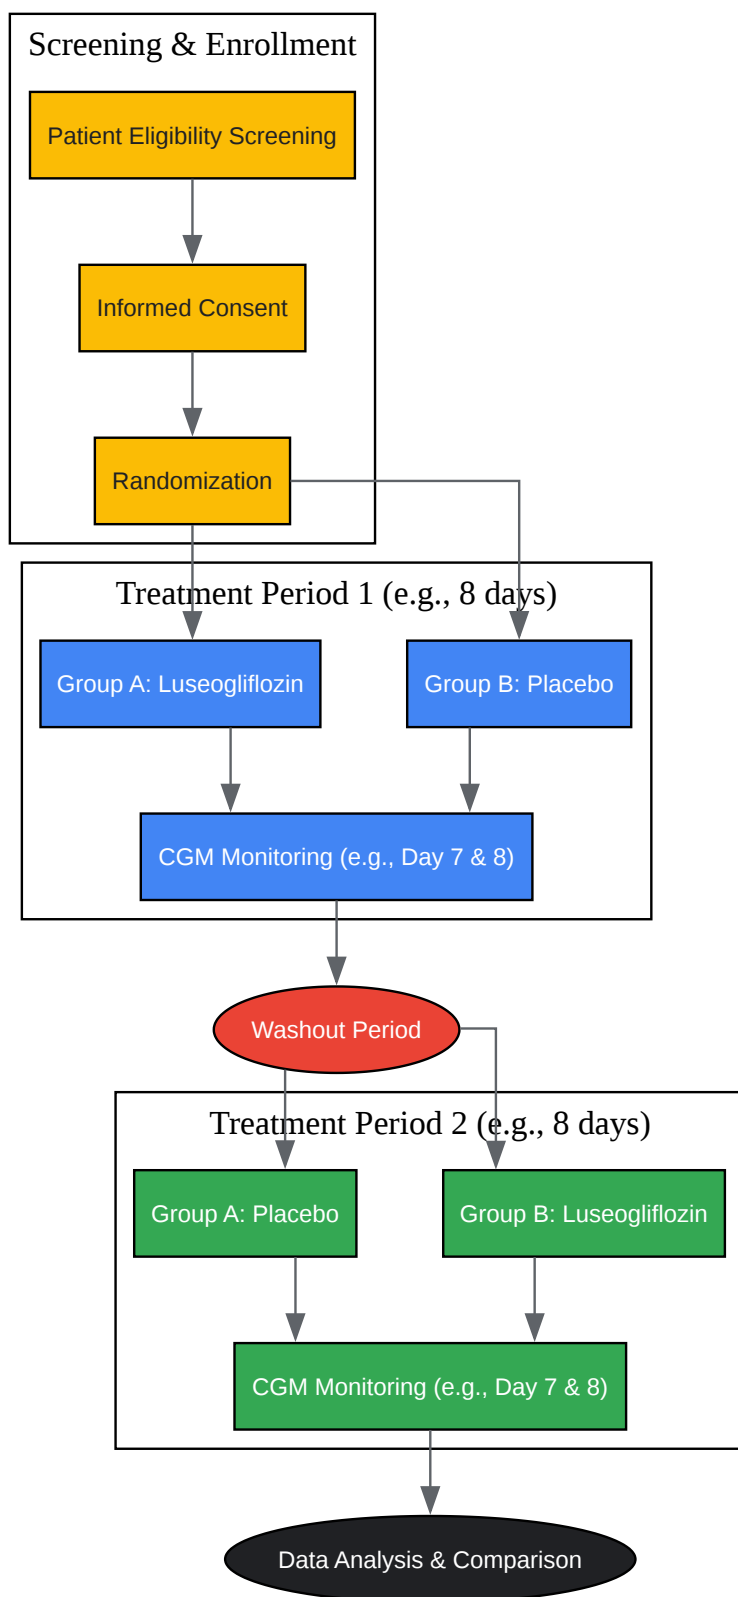 Screening & Enrollment
Patient Eligibility Screening
Informed Consent
Randomization
Treatment Period 1 (e.g., 8 days)
Group A: Luseogliflozin
Group B: Placebo
CGM Monitoring (e.g., Day 7 & 8)
Washout Period
Treatment Period 2 (e.g., 8 days)
Group A: Placebo
Group B: Luseogliflozin
CGM Monitoring (e.g., Day 7 & 8)
Data Analysis & Comparison